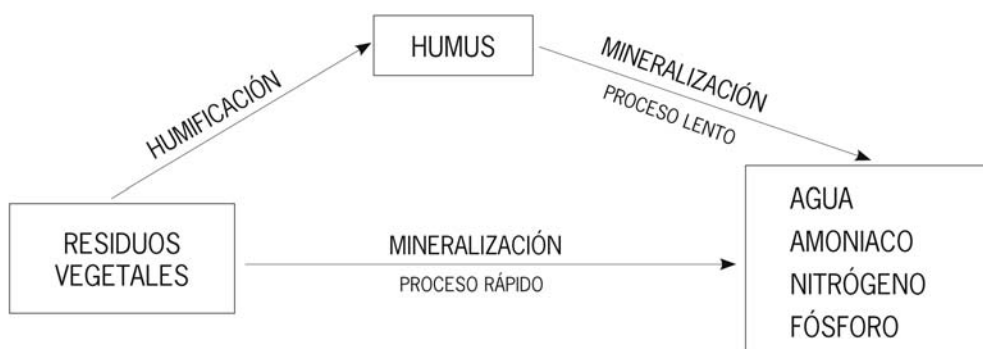 HUMUS
HUMIFICACIÓN
MINERALIZACIÓN
PROCESO LENTO
RESIDUOS
VEGETALES
MINERALIZACIÓN
PROCESO RÁPIDO
AGUA
AMONIACO
NITRÓGENO
FÓSFORO